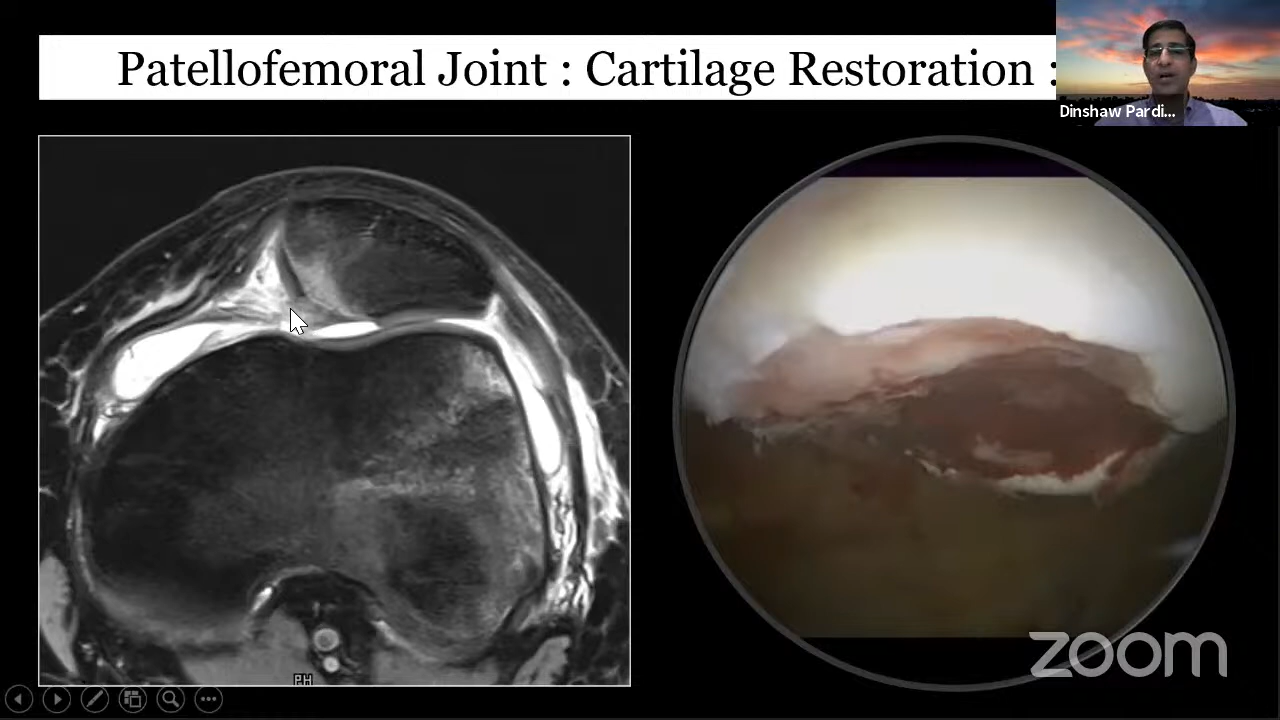 Patellofemoral Joint : Cartilage Restoration :
Dinshaw Pardi...
PH
zoom